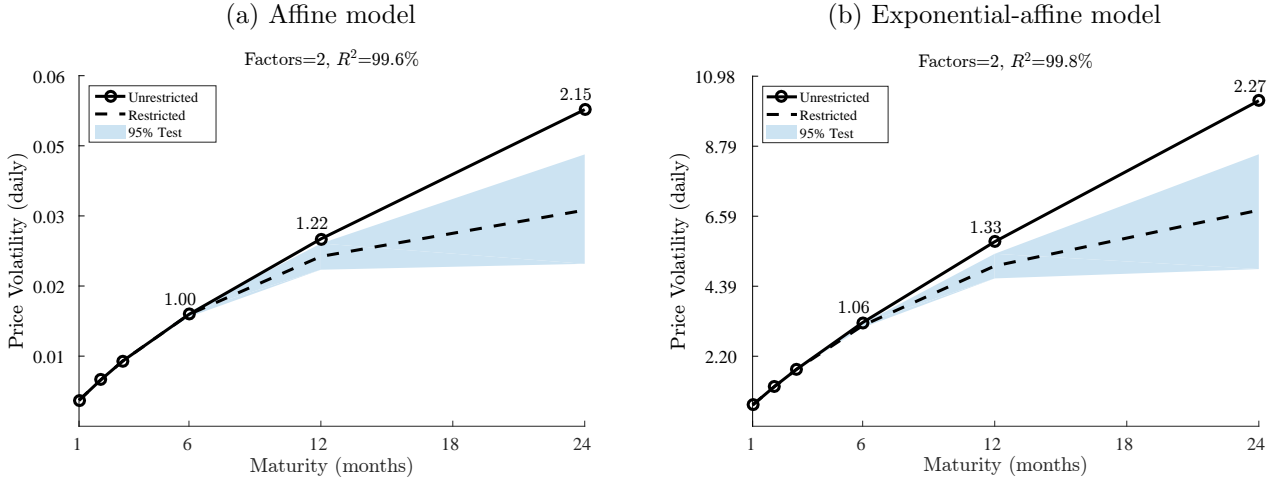 (a) Affine model
Factors=2, R²=99.6%
Price Volatility (daily)
0.06
0.05
0.03
0.02
0.01
Unrestricted
Restricted
95% Test
1.00
1.22
2.15
1
6
12
18
24
Maturity (months)
(b) Exponential-affine model
Factors=2, R²=99.8%
Price Volatility (daily)
10.98
8.79
6.59
4.39
2.20
Unrestricted
Restricted
95% Test
1.06
1.33
2.27
1
6
12
18
24
Maturity (months)